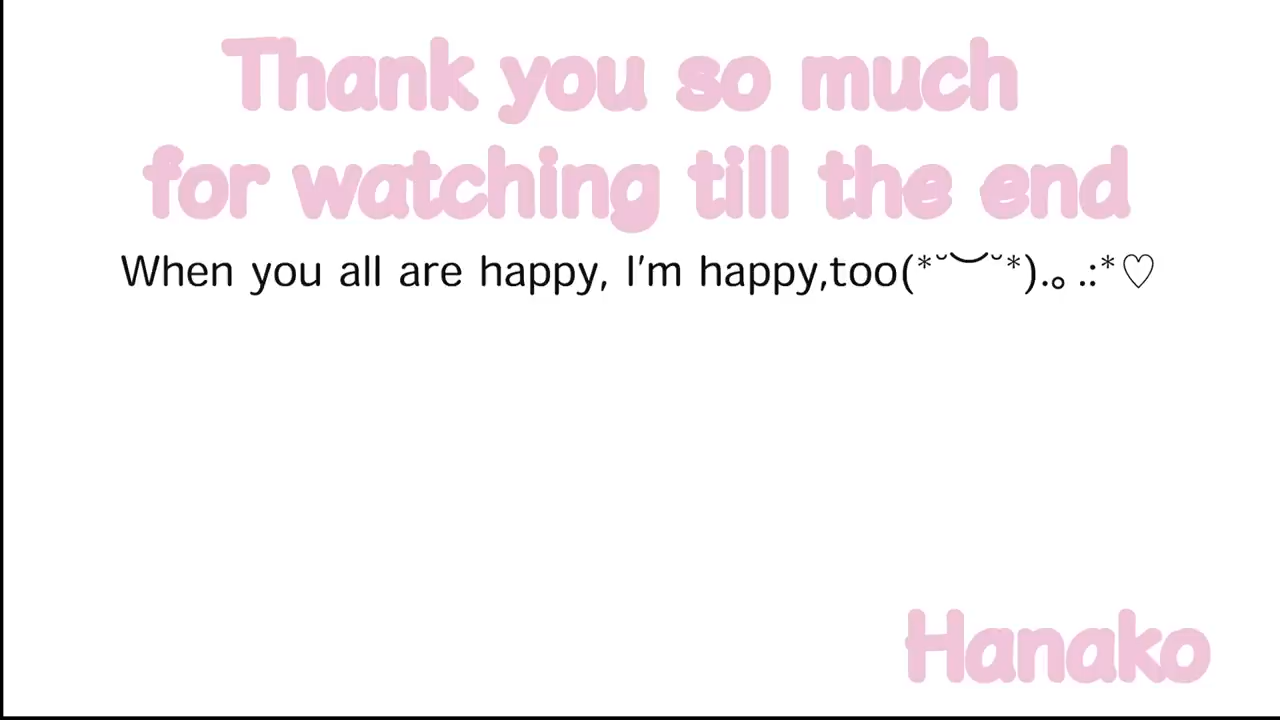 Thank you so much
for watching till the end
When you all are happy, I'm happy,too(*˘︶˘*).｡.:*♡
Hanako